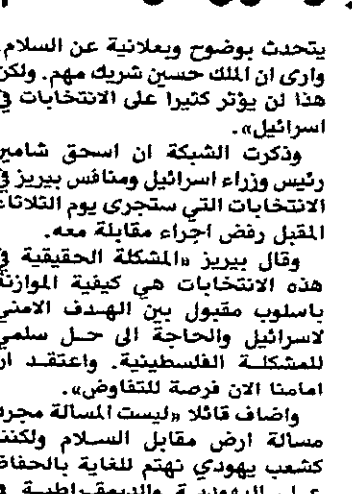 يتحدث بوضوح وبعلانية عن السلام.
وارى ان الملك حسين شريك مهم. ولكن
هذا لن يؤثر كثيرا على الانتخابات في
اسرائيل».
وذكرت الشبكة ان اسحق شامير
رئيس وزراء اسرائيل ومنافس بيريز في
الانتخابات التي ستجرى يوم الثلاثاء
المقبل رفض اجراء مقابلة معه.
وقال بيريز «المشكلة الحقيقية في
هذه الانتخابات هي كيفية الموازنة
باسلوب مقبول بين الهدف الامني
لاسرائيل والحاجة الى حل سلمي
للمشكلة الفلسطينية. واعتقد ان
امامنا الان فرصة للتفاوض».
واضاف قائلا «ليست المسالة مجرد
مسالة ارض مقابل السلام ولكننا
كشعب يهودي نهتم للغاية بالحفاظ